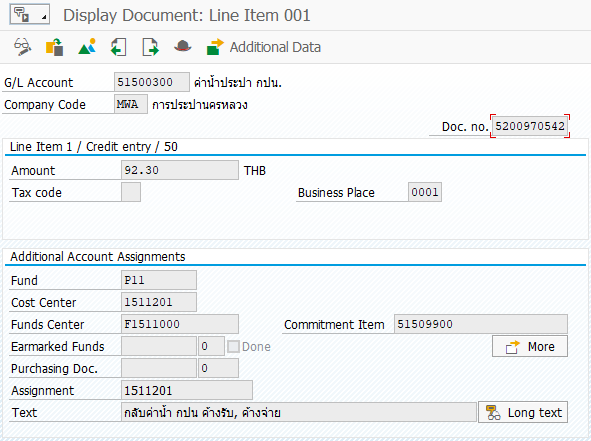 Display Document: Line Item 001
Additional Data
G/L Account 51500300 ค่าน้ำประปา กปน.
Company Code MWA การประปานครหลวง
Doc. no. 5200970542
Line Item 1 / Credit entry / 50
Amount 92.30 THB
Tax code Business Place 0001
Additional Account Assignments
Fund P11
Cost Center 1511201
Funds Center F1511000 Commitment Item 51509900
Earmarked Funds 0 Done More
Purchasing Doc. 0
Assignment 1511201
Text กลับค่าน้ำ กปน ค้างรับ, ค้างจ่าย Long text